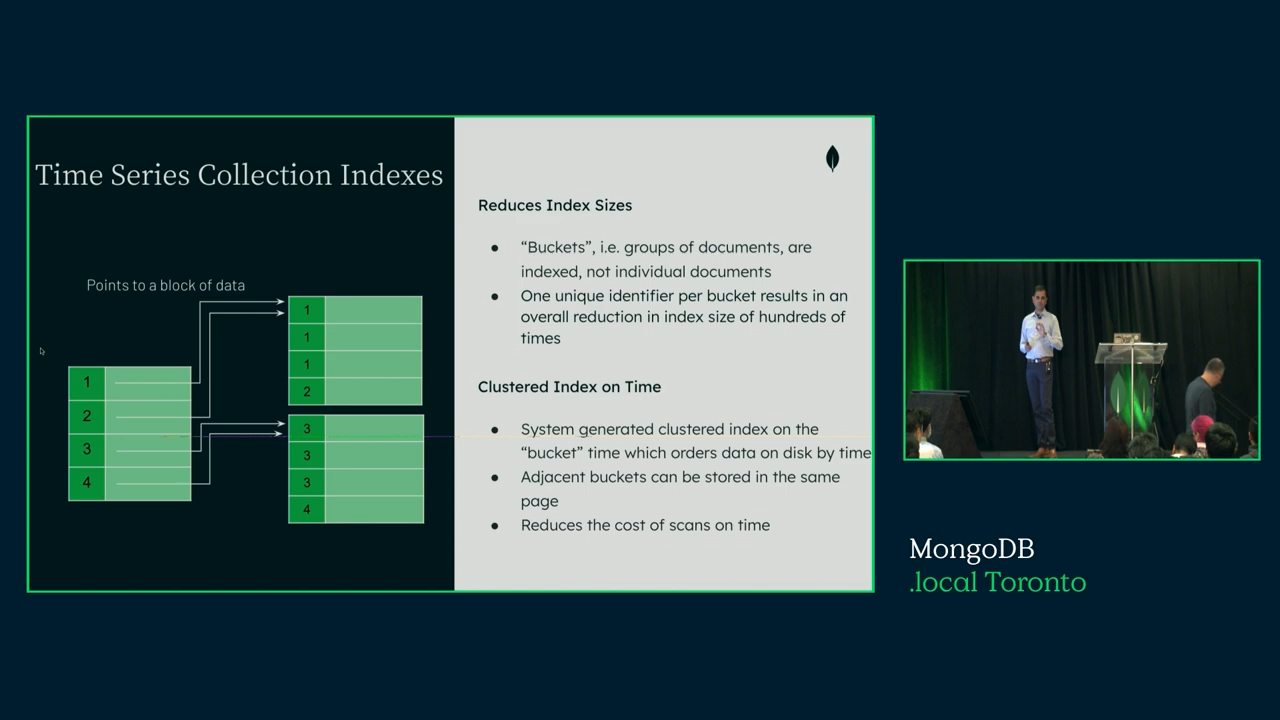 Time Series Collection Indexes
Points to a block of data
1
2
3
4
1
1
1
2
3
3
3
4
Reduces Index Sizes
● “Buckets”, i.e. groups of documents, are
indexed, not individual documents
● One unique identifier per bucket results in an
overall reduction in index size of hundreds of
times
Clustered Index on Time
● System generated clustered index on the
“bucket” time which orders data on disk by time
● Adjacent buckets can be stored in the same
page
● Reduces the cost of scans on time
MongoDB
.local Toronto